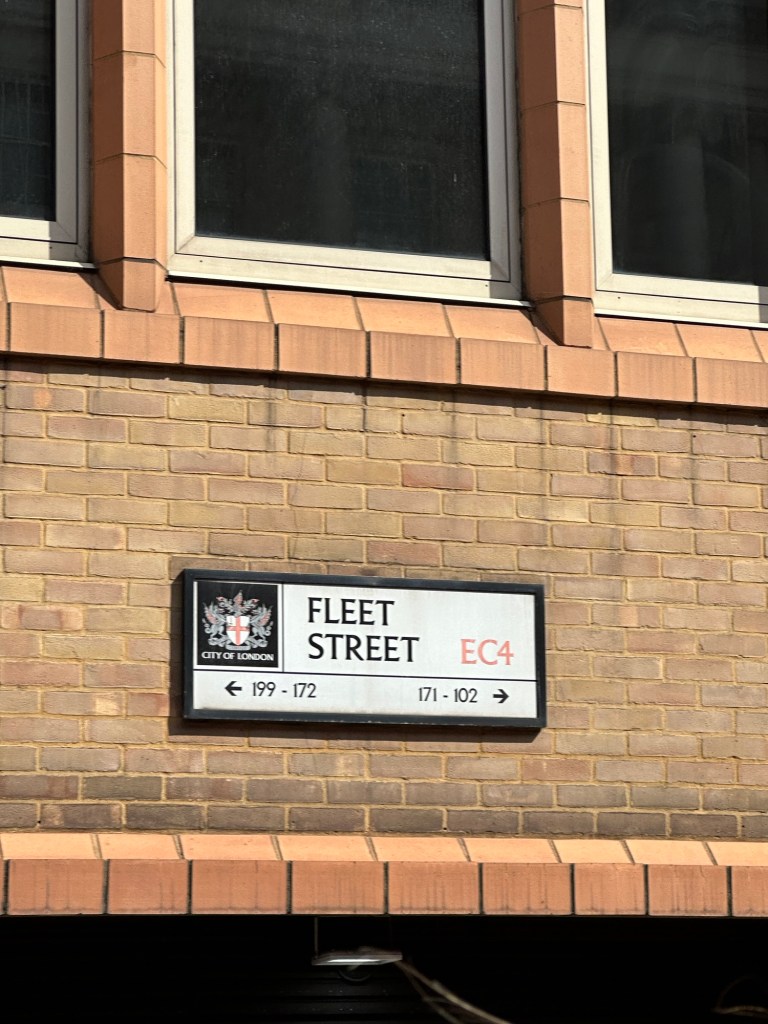 FLEET
STREET EC4
CITY OF LONDON
← 199 - 172 171 - 102 →